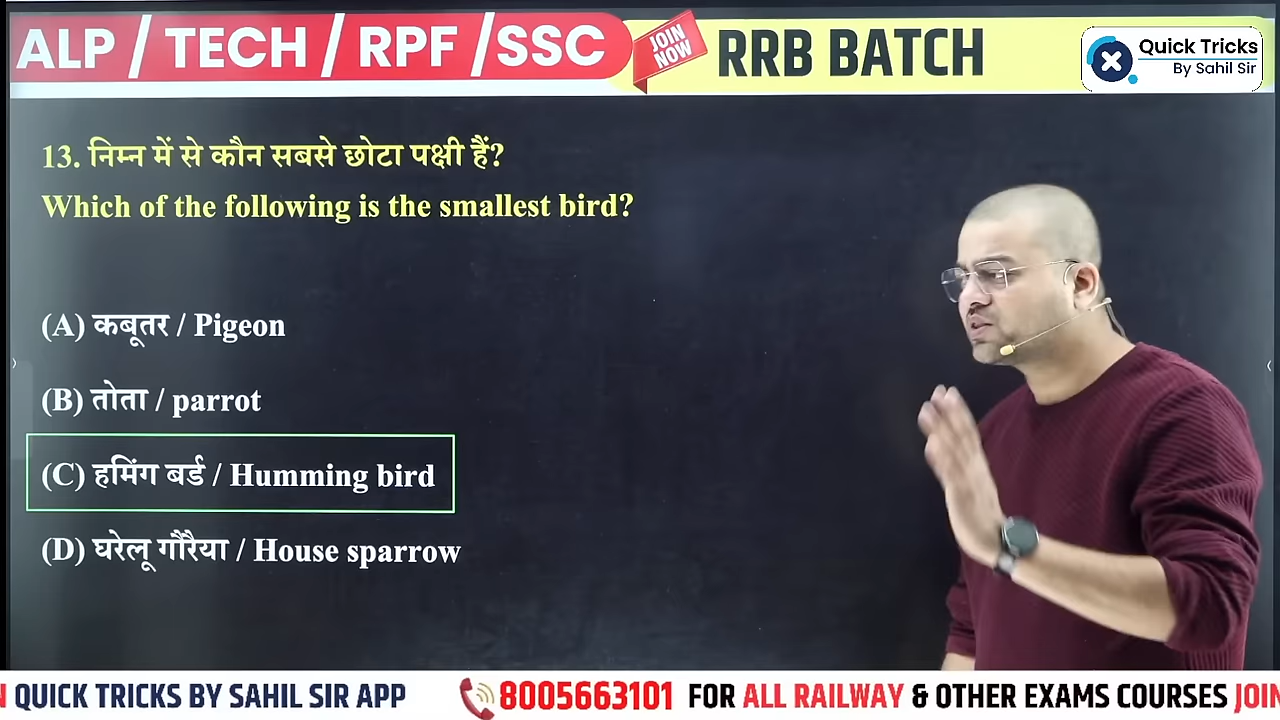 ALP / TECH / RPF / SSC
JOIN NOW
RRB BATCH
Quick Tricks
By Sahil Sir
13. निम्न में से कौन सबसे छोटा पक्षी हैं?
Which of the following is the smallest bird?
(A) कबूतर / Pigeon
(B) तोता / parrot
(C) हमिंग बर्ड / Humming bird
(D) घरेलू गौरैया / House sparrow
QUICK TRICKS BY SAHIL SIR APP 8005663101 FOR ALL RAILWAY & OTHER EXAMS COURSES JOIN